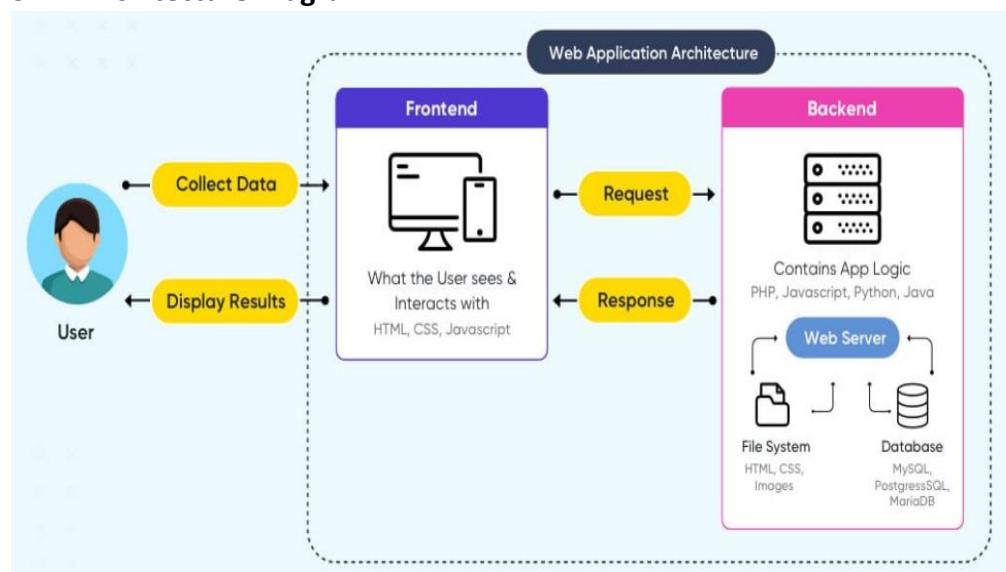 Web Application Architecture
Frontend
Backend
Collect Data
Request
What the User sees &
Interacts with
HTML, CSS, Javascript
Contains App Logic
PHP, Javascript, Python, Java
Display Results
Response
User
Web Server
File System
HTML, CSS,
Images
Database
MySQL,
PostgressSQL,
MariaDB